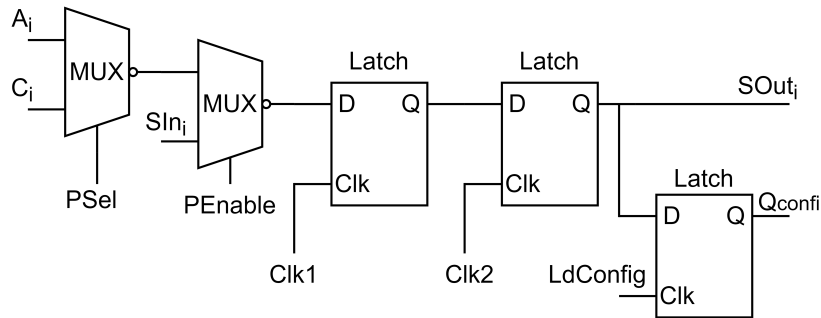 Ai
MUX
Ci
PSel
MUX
SIni
PEnable
Latch
D Q
Clk
Clk1
Latch
D Q
Clk
Clk2
SOuti
Latch
D Q
Qconfi
LdConfig
Clk